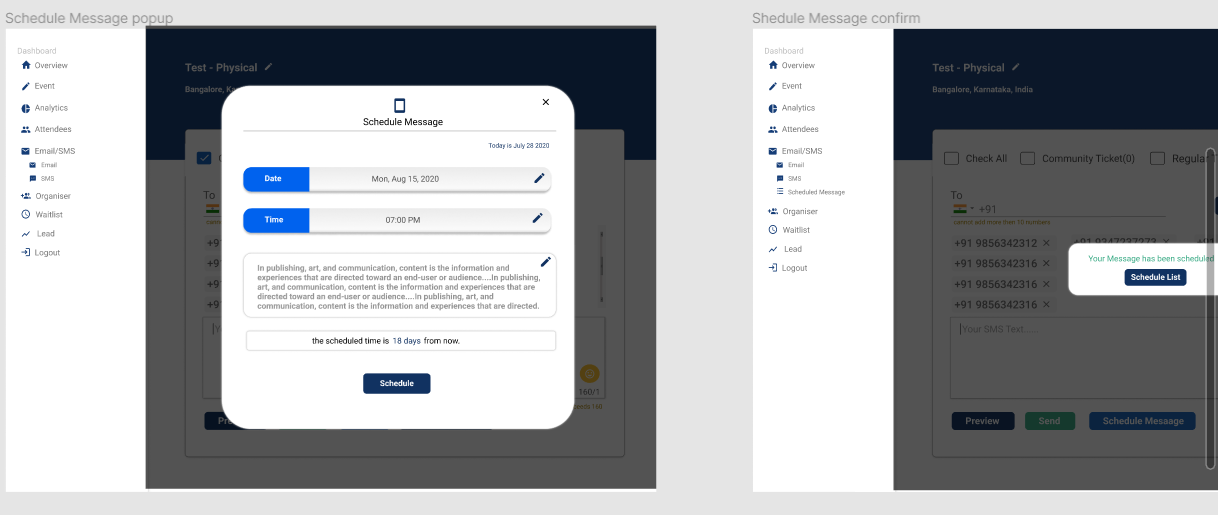 Schedule Message popup
Dashboard
Overview
Event
Analytics
Attendees
Email/SMS
Email
SMS
Organiser
Waitlist
Lead
Logout
Test - Physical
Bangalore,
To
+9
+9
+9
+9
Schedule Message
Today is July 28 2020
Date
Mon, Aug 15, 2020
Time
07:00 PM
In publishing, art, and communication, content is the information and
experiences that are directed toward an end-user or audience....In publishing,
art, and communication, content is the information and experiences that are
directed toward an end-user or audience....In publishing, art, and
communication, content is the information and experiences that are directed.
the scheduled time is 18 days from now.
Schedule
160/1
Shedule Message confirm
Dashboard
Overview
Event
Analytics
Attendees
Email/SMS
Email
SMS
Scheduled Message
Organiser
Waitlist
Lead
Logout
Test - Physical
Bangalore, Karnataka, India
Check All
Community Ticket(0)
Regular
To
+91
cannot add more then 10 numbers
+91 9856342312 ×
+91 9856342316 ×
+91 9856342316 ×
+91 9856342316 ×
Your Message has been scheduled
Schedule List
Your SMS Text.....
Preview
Send
Schedule Mesaage